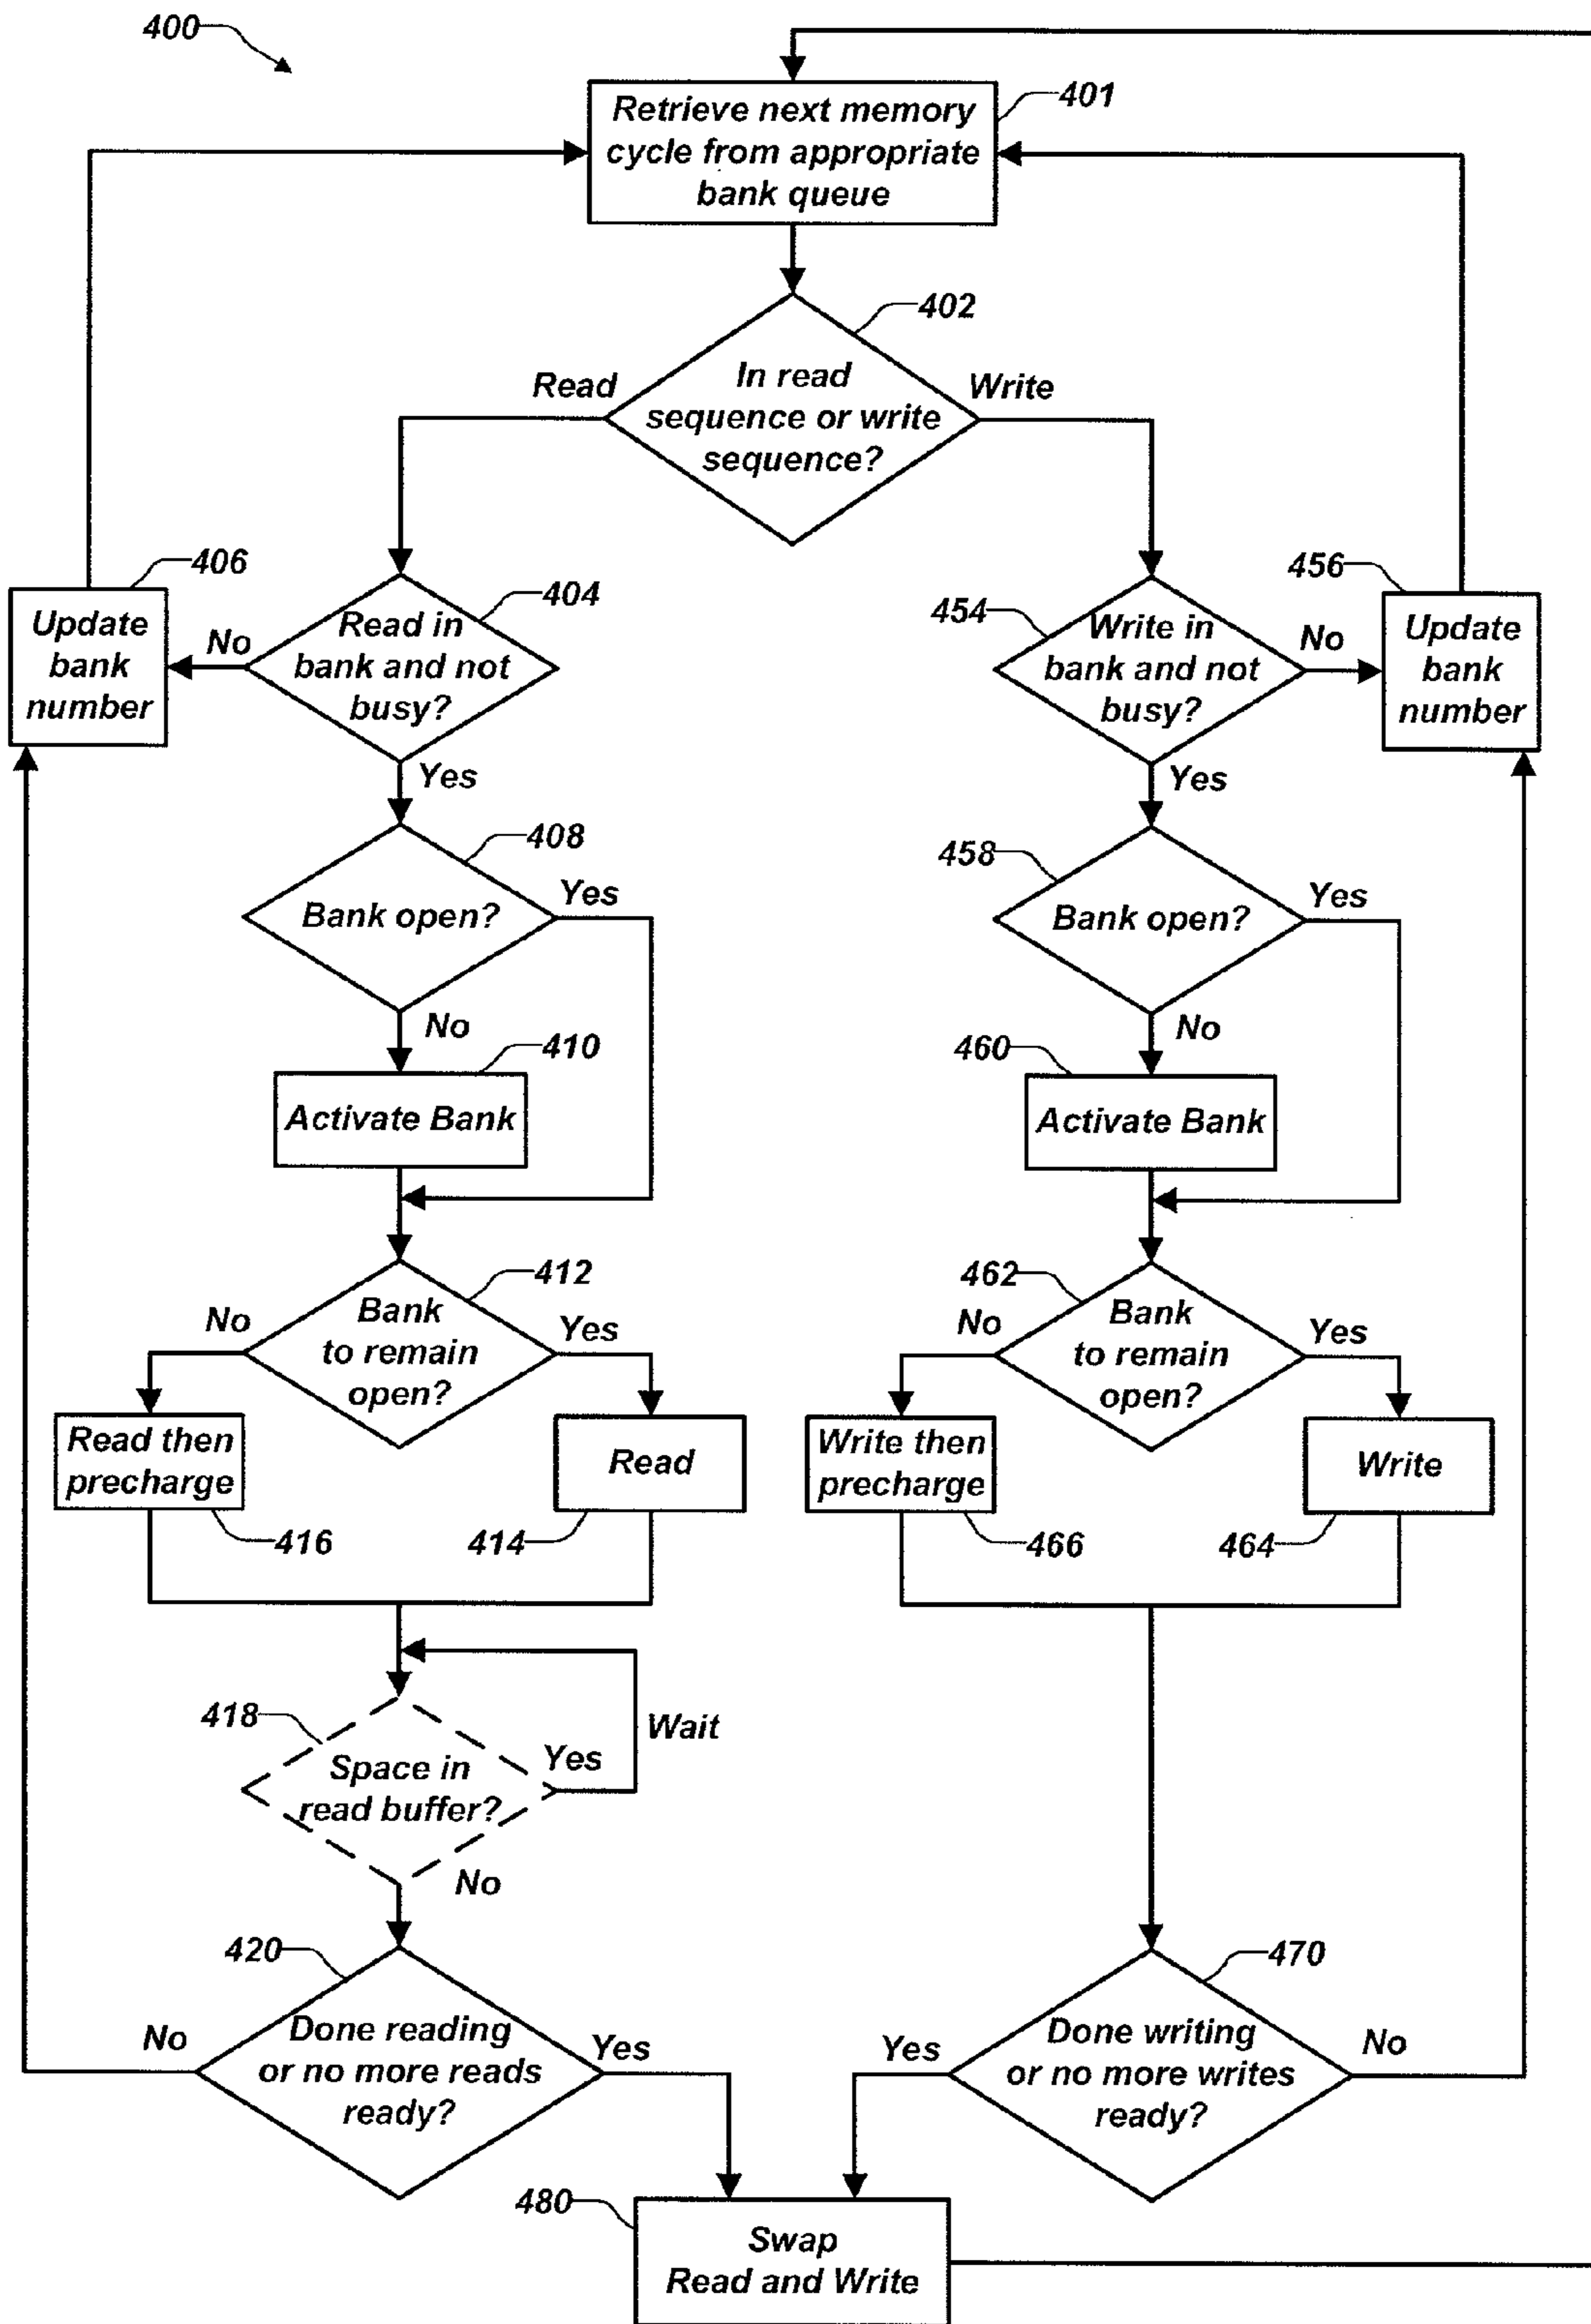 400
Retrieve next memory
cycle from appropriate
bank queue
401
402
In read
sequence or write
sequence?
Read
Write
406
Update
bank
number
No
404
Read in
bank and not
busy?
Yes
454
Write in
bank and not
busy?
No
Yes
456
Update
bank
number
408
Bank open?
Yes
No
458
Bank open?
Yes
No
410
Activate Bank
460
Activate Bank
412
Bank
to remain
open?
No
Yes
462
Bank
to remain
open?
No
Yes
Read then
precharge
416
Read
414
Write then
precharge
466
Write
464
418
Space in
read buffer?
Yes
Wait
No
420
Done reading
or no more reads
ready?
No
Yes
470
Done writing
or no more writes
ready?
Yes
No
480
Swap
Read and Write